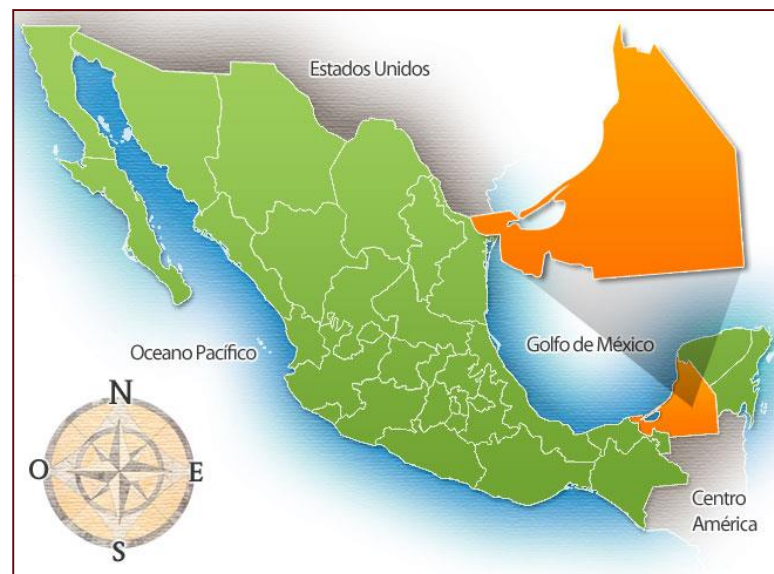 Estados Unidos
Golfo de México
Oceano Pacífico
N
O
E
S
Centro
América